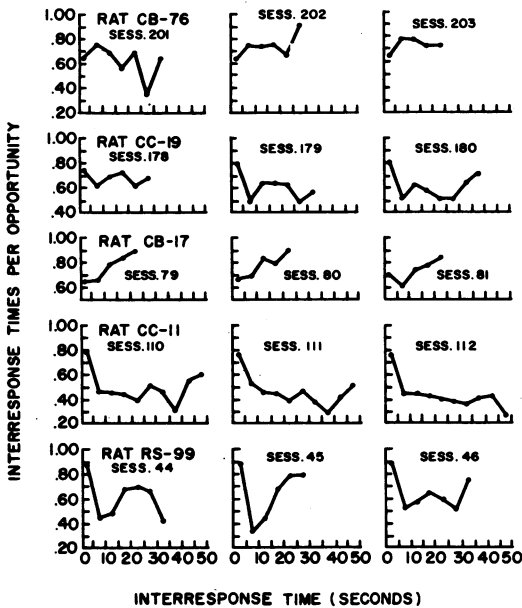 INTERRESPONSE TIMES PER OPPORTUNITY
1.00
.80
.60
.40
.20
RAT CB-76
SESS. 201
SESS. 202
SESS. 203
1.00
.80
.60
.40
RAT CC-19
SESS. 178
SESS. 179
SESS. 180
1.00
.80
.60
RAT CB-17
SESS. 79
SESS. 80
SESS. 81
1.00
.80
.60
.40
.20
RAT CC-11
SESS. 110
SESS. 111
SESS. 112
1.00
.80
.60
.40
.20
RAT RS-99
SESS. 44
SESS. 45
SESS. 46
0 10 20 30 40 50 0 10 20 30 40 50 0 10 20 30 40 50
INTERRESPONSE TIME (SECONDS)